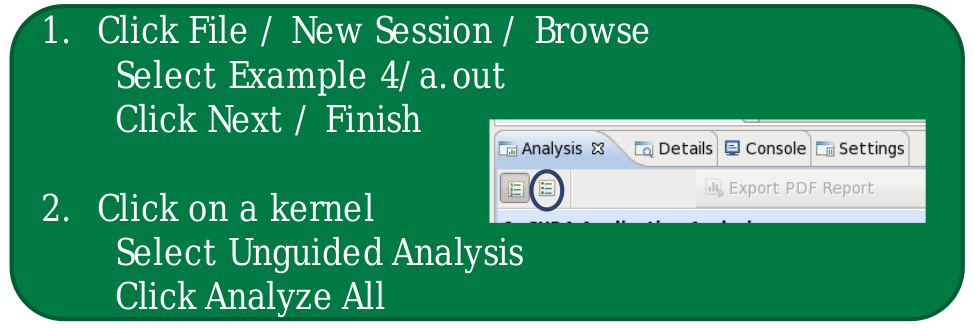 1. Click File / New Session / Browse
Select Example 4/a.out
Click Next / Finish
Analysis Details Console Settings
Export PDF Report
2. Click on a kernel
Select Unguided Analysis
Click Analyze All